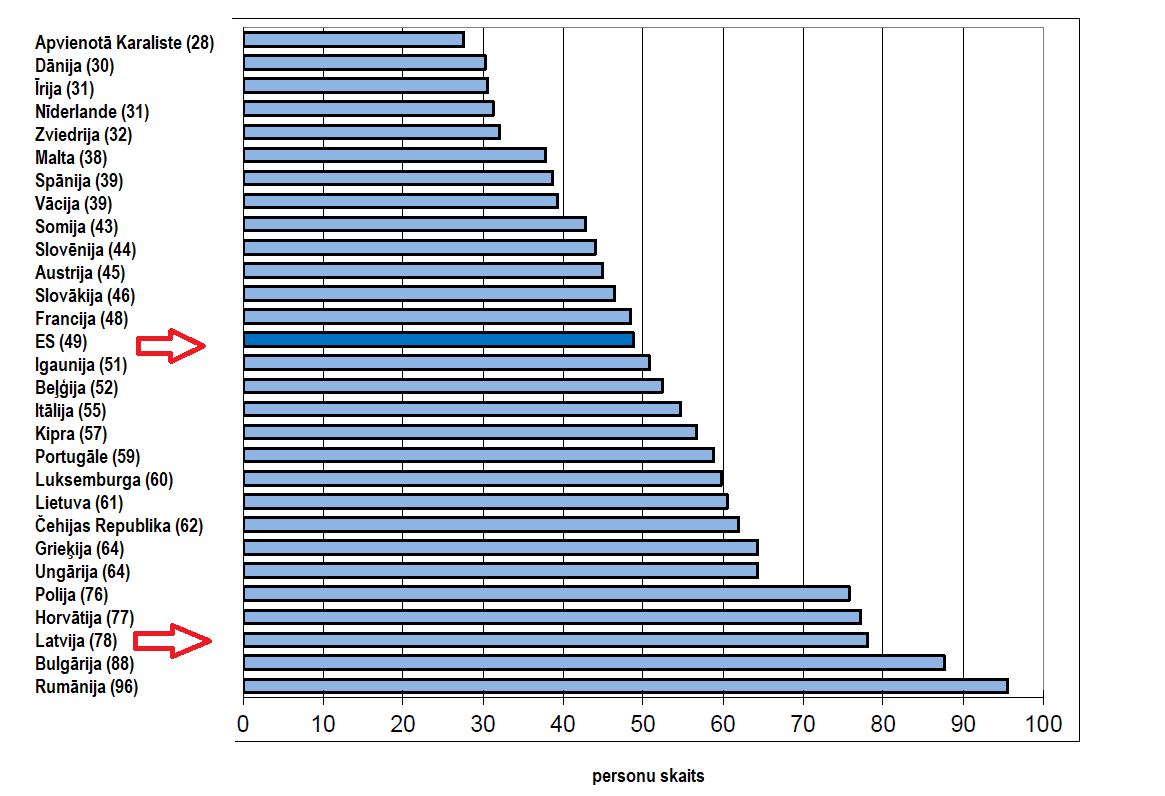 Apvienotā Karaliste (28)
Dānija (30)
Īrija (31)
Nīderlande (31)
Zviedrija (32)
Malta (38)
Spānija (39)
Vācija (39)
Somija (43)
Slovēnija (44)
Austrija (45)
Slovākija (46)
Francija (48)
ES (49)
Igaunija (51)
Beļģija (52)
Itālija (55)
Kipra (57)
Portugāle (59)
Luksemburga (60)
Lietuva (61)
Čehijas Republika (62)
Grieķija (64)
Ungārija (64)
Polija (76)
Horvātija (77)
Latvija (78)
Bulgārija (88)
Rumānija (96)
0 10 20 30 40 50 60 70 80 90 100
personu skaits